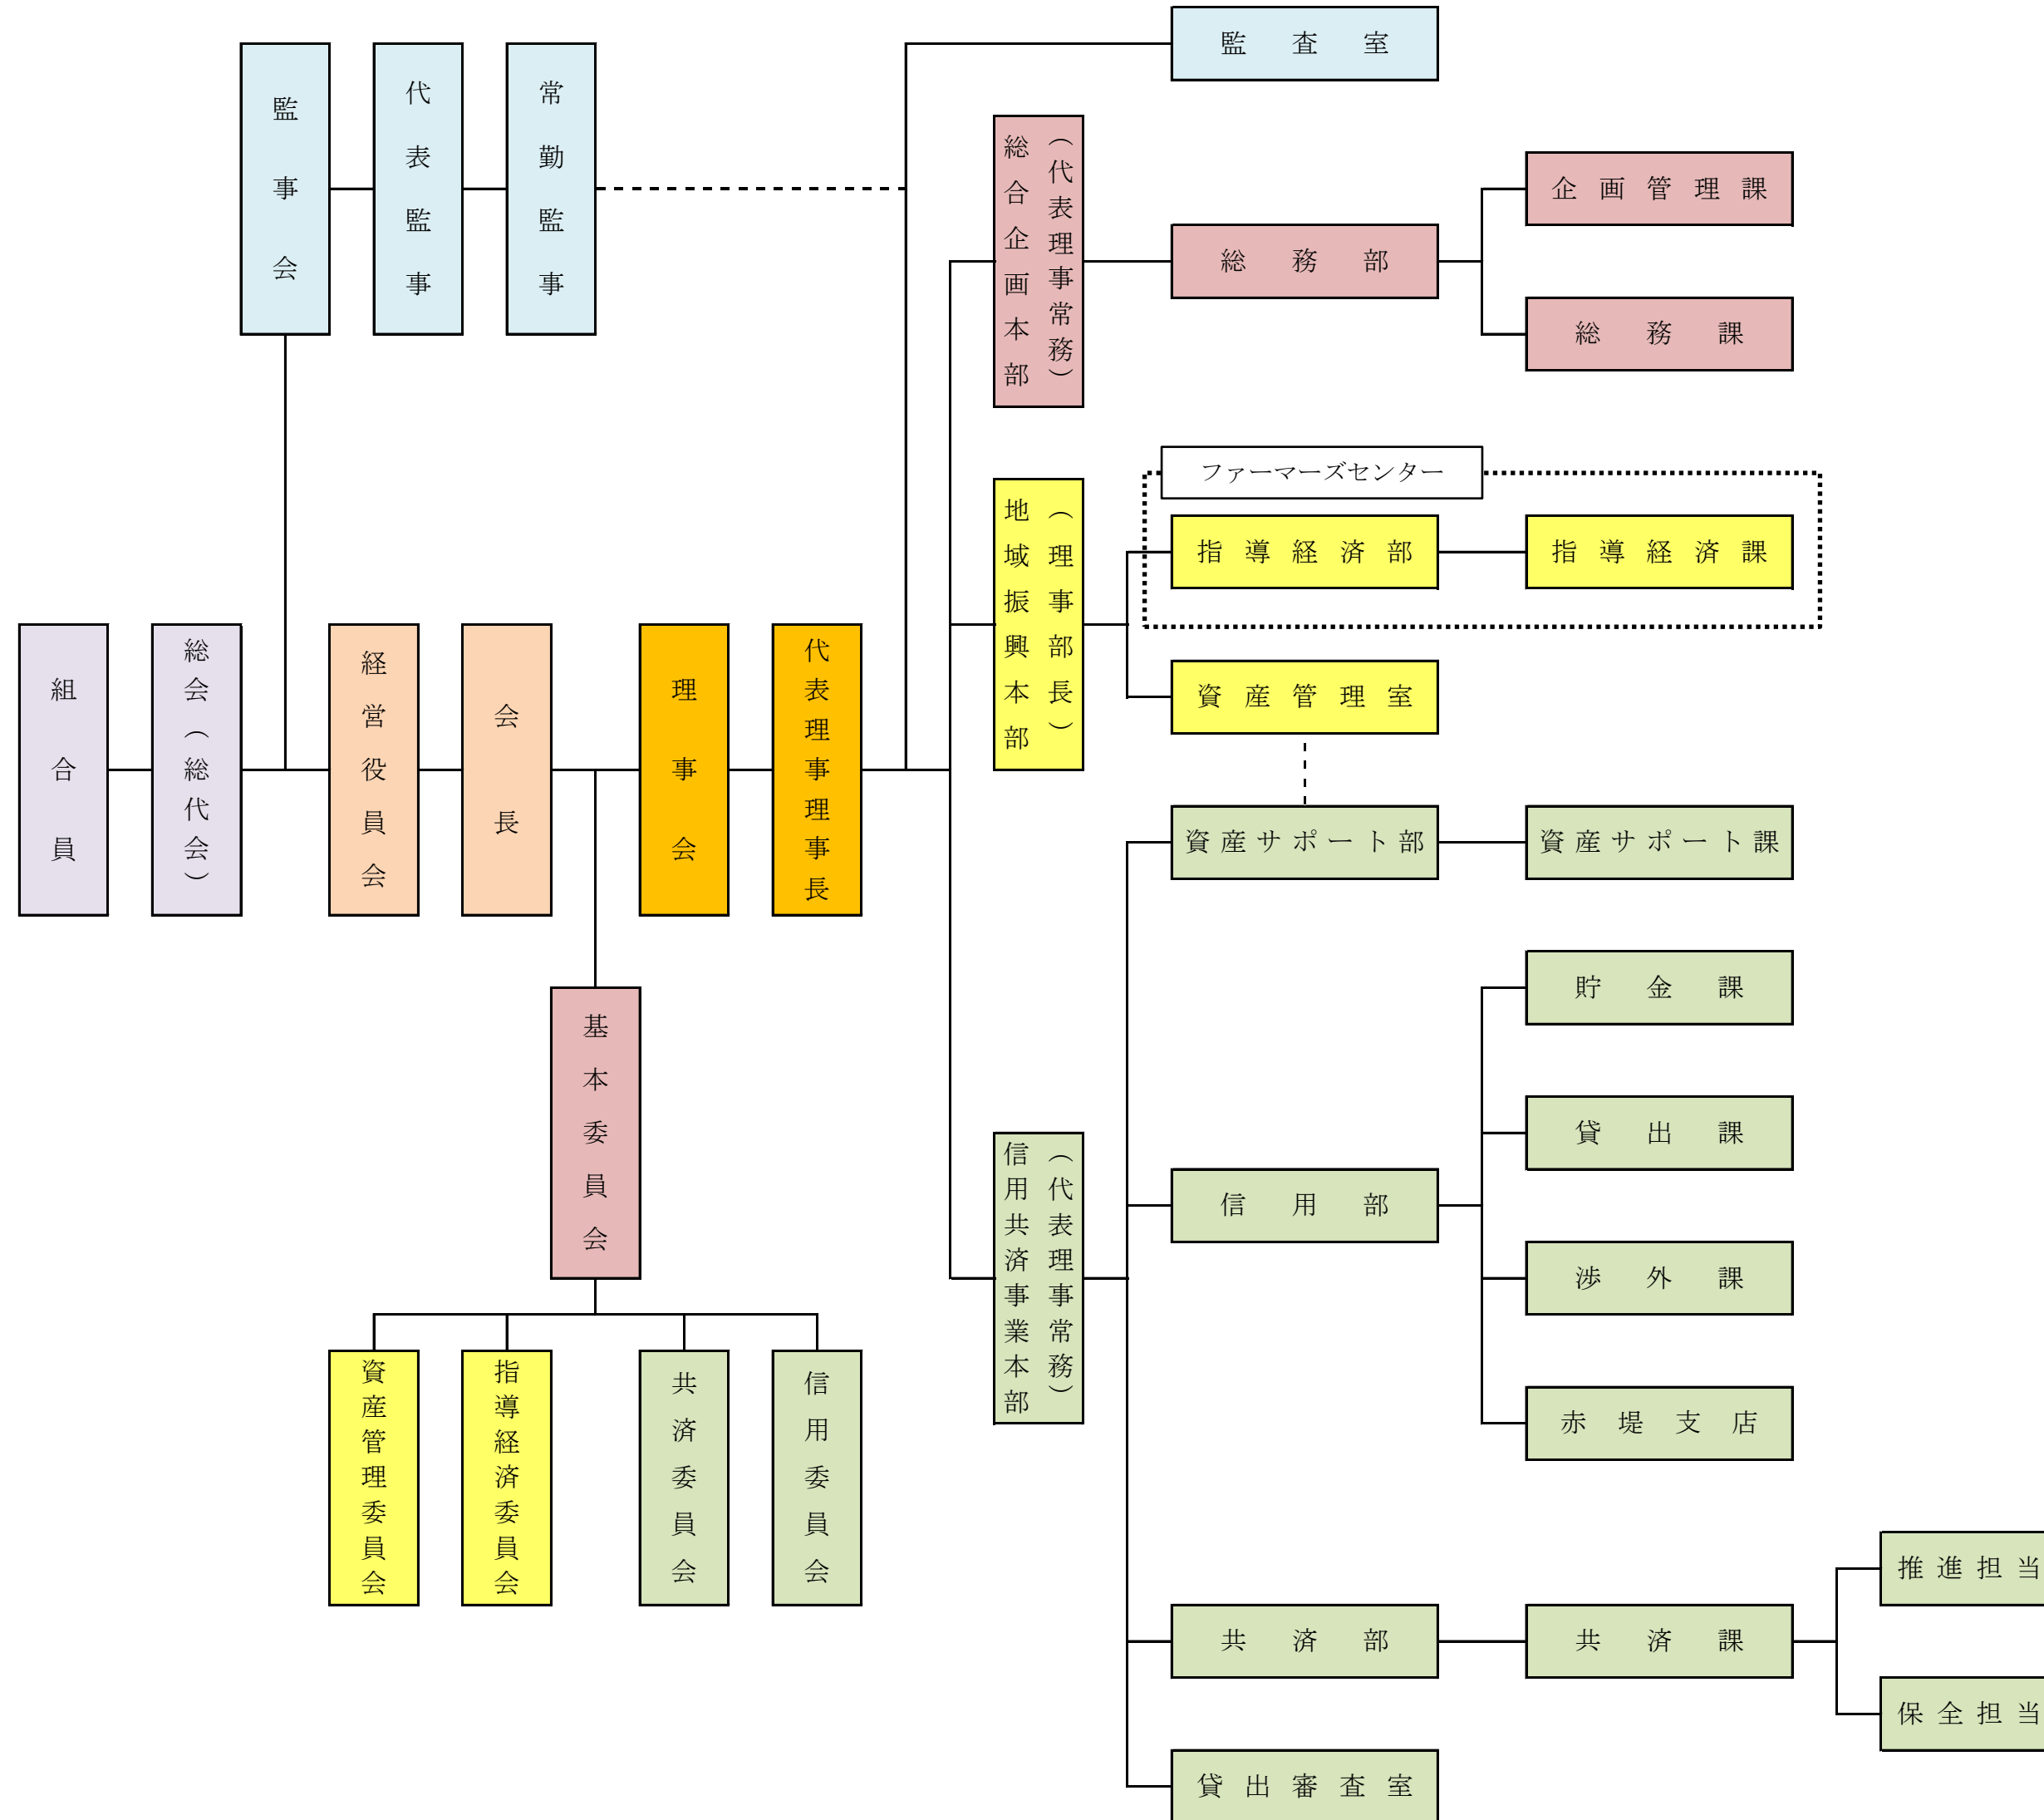 監査室
監事会
代表監事
常勤監事
総合企画本部
（代表理事常務）
総務部
企画管理課
総務課
ファーマーズセンター
地域振興本部
（理事部長）
指導経済部
指導経済課
資産管理室
組合員
総会（総代会）
経営役員会
会長
理事会
代表理事理事長
資産サポート部
資産サポート課
基本委員会
資産管理委員会
指導経済委員会
共済委員会
信用委員会
信用共済事業本部
（代表理事常務）
信用部
貯金課
貸出課
渉外課
赤堤支店
共済部
共済課
推進担当
保全担当
貸出審査室